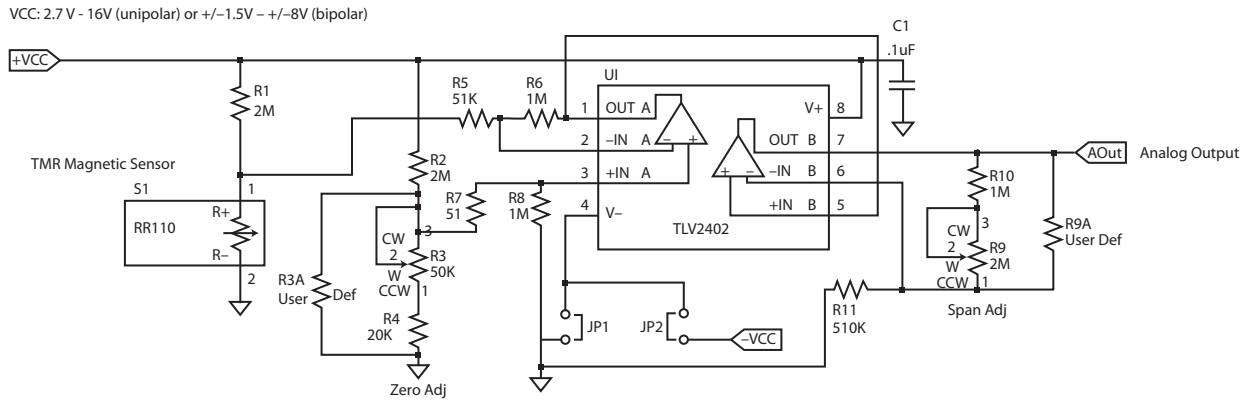 VCC: 2.7 V - 16V (unipolar) or +/–1.5V – +/–8V (bipolar)
+VCC
R1
2M
TMR Magnetic Sensor
S1
1
R+
RR110
R–
2
R2
2M
R3A
User Def
CW
2
W
CCW
3
R3
50K
1
R4
20K
Zero Adj
R5
51K
R6
1M
R7
51
R8
1M
UI
1 OUT A
2 –IN A
3 +IN A
4 V–
– +
+ –
V+ 8
OUT B 7
–IN B 6
+IN B 5
TLV2402
C1
.1uF
JP1
JP2
–VCC
R11
510K
AOut
Analog Output
R10
1M
CW
2
W
CCW
3
R9
2M
1
Span Adj
R9A
User Def